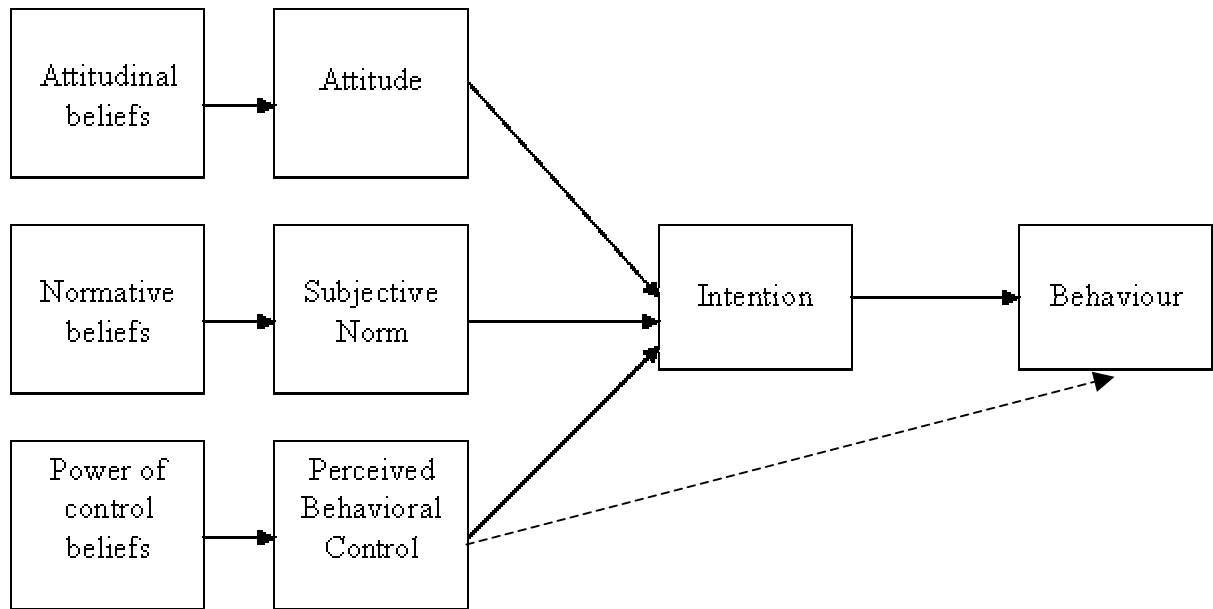 Attitudinal
beliefs
Attitude
Normative
beliefs
Subjective
Norm
Intention
Behaviour
Power of
control
beliefs
Perceived
Behavioral
Control